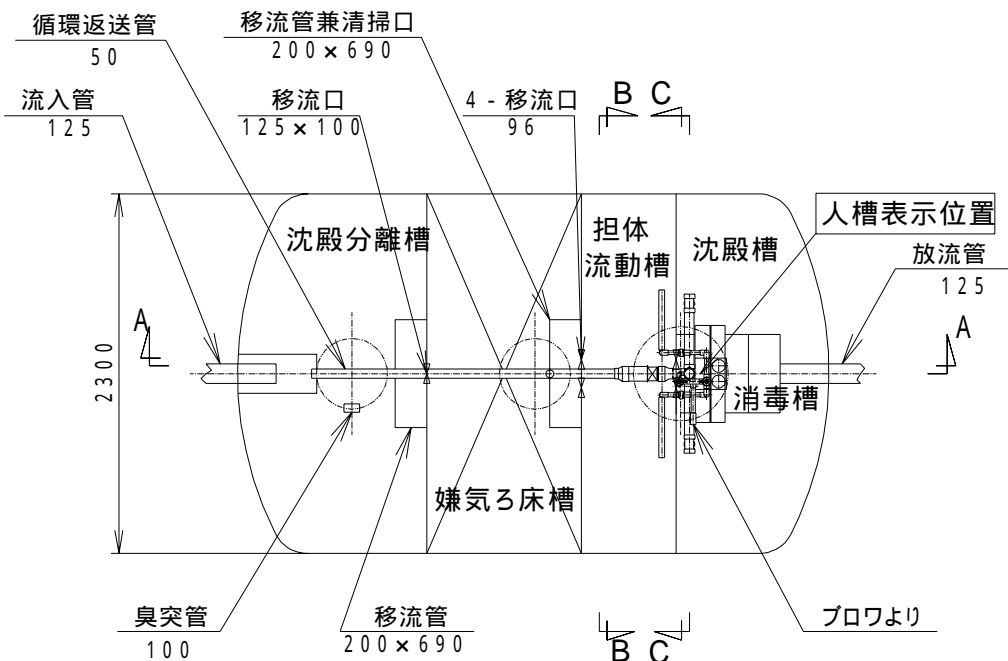 循環返送管
50
移流管兼清掃口
200×690
流入管
125
移流口
125×100
4-移流口
96
B C
人槽表示位置
放流管
125
沈殿分離槽
担体
流動槽
沈殿槽
A
A
2300
消毒槽
嫌気ろ床槽
臭突管
100
移流管
200×690
ブロワより
B C